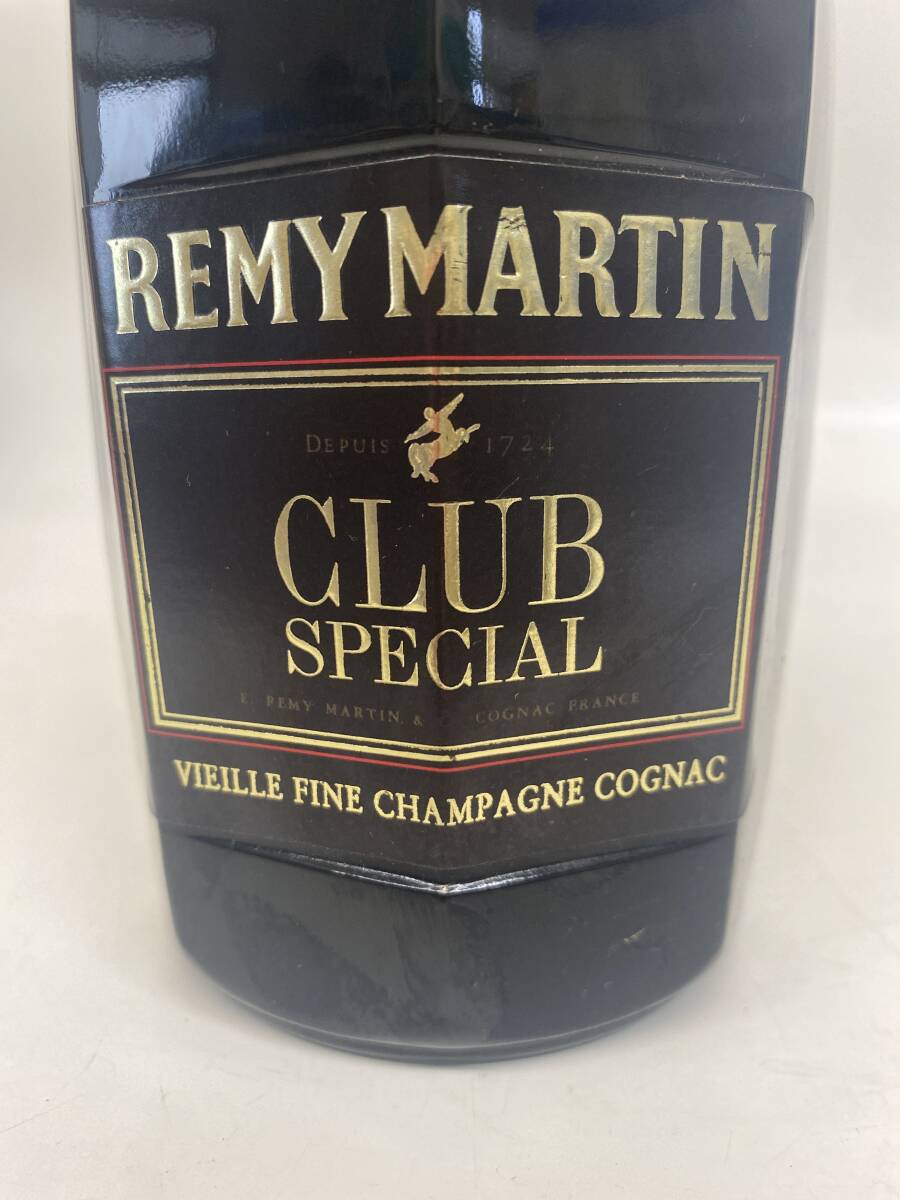 REMY MARTIN
DEPUIS 1724
CLUB
SPECIAL
E. REMY MARTIN & COGNAC FRANCE
VIEILLE FINE CHAMPAGNE COGNAC